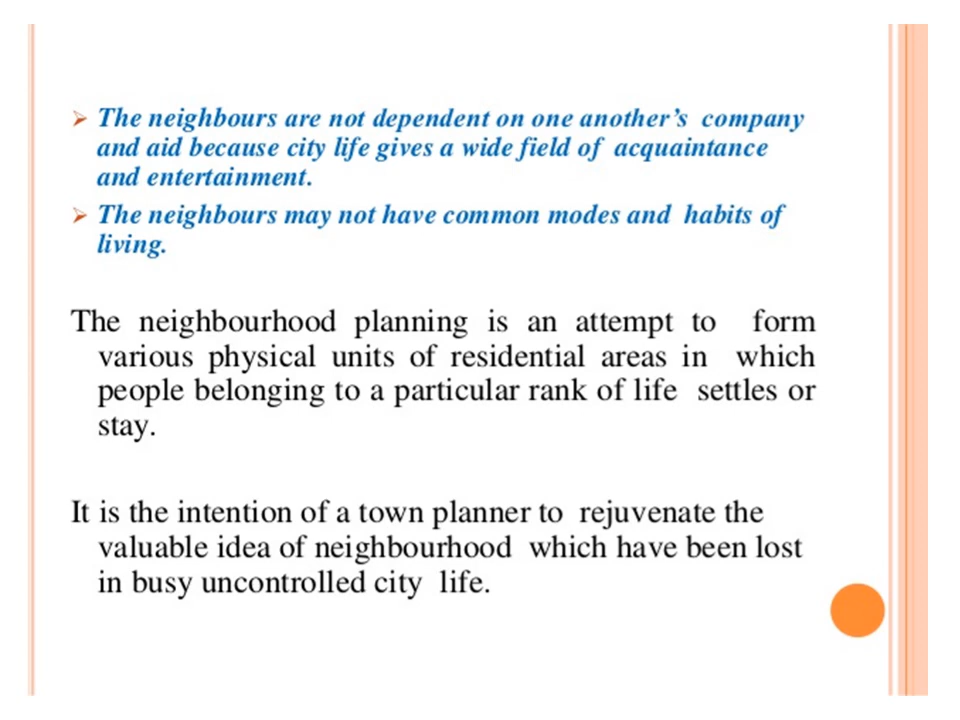 The neighbours are not dependent on one another's company
and aid because city life gives a wide field of acquaintance
and entertainment.
The neighbours may not have common modes and habits of
living.
The neighbourhood planning is an attempt to form
various physical units of residential areas in which
people belonging to a particular rank of life settles or
stay.
It is the intention of a town planner to rejuvenate the
valuable idea of neighbourhood which have been lost
in busy uncontrolled city life.